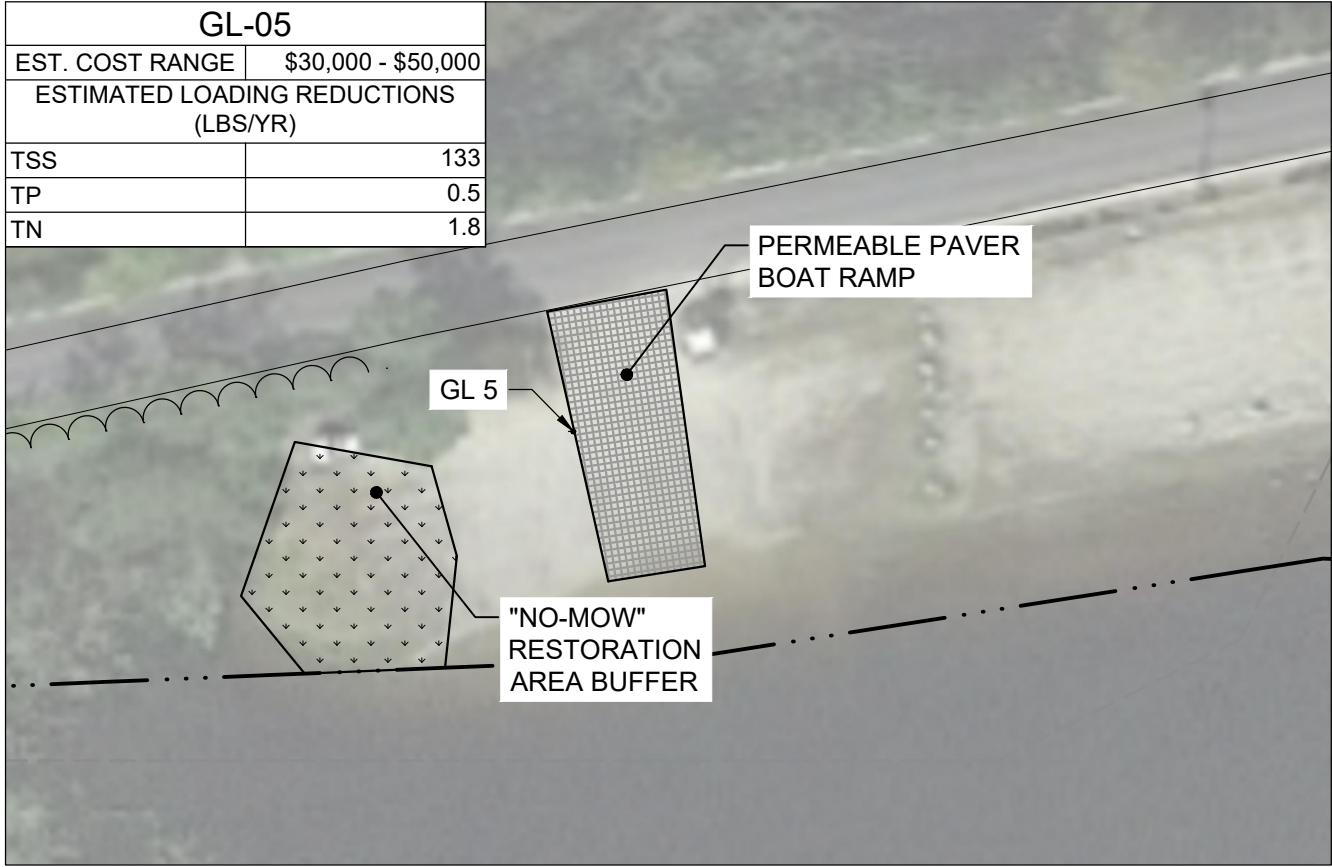 GL-05
EST. COST RANGE $30,000 - $50,000
ESTIMATED LOADING REDUCTIONS
(LBS/YR)
TSS 133
TP 0.5
TN 1.8
PERMEABLE PAVER
BOAT RAMP
GL 5
"NO-MOW"
RESTORATION
AREA BUFFER